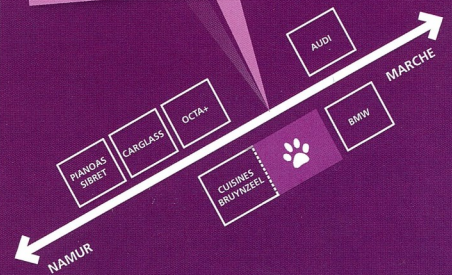 AUDI
MARCHE
BMW
OCTA+
CARGLASS
PIANOAS
SIBRET
CUISINES
BRUYNZEEL
NAMUR